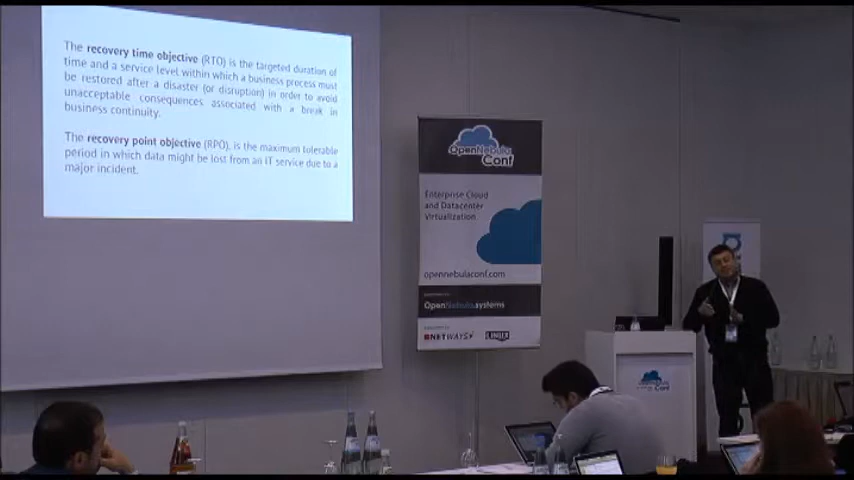 The recovery time objective (RTO) is the targeted duration of
time and a service level within which a business process must
be restored after a disaster (or disruption) in order to avoid
unacceptable consequences associated with a break in
business continuity.
The recovery point objective (RPO), is the maximum tolerable
period in which data might be lost from an IT service due to a
major incident.
OpenNebula
Conf
Enterprise Cloud
and Datacenter
Virtualization
opennebulaconf.com
OpenNebula.systems
NETWAYS
LINUX
OpenNebula
Conf